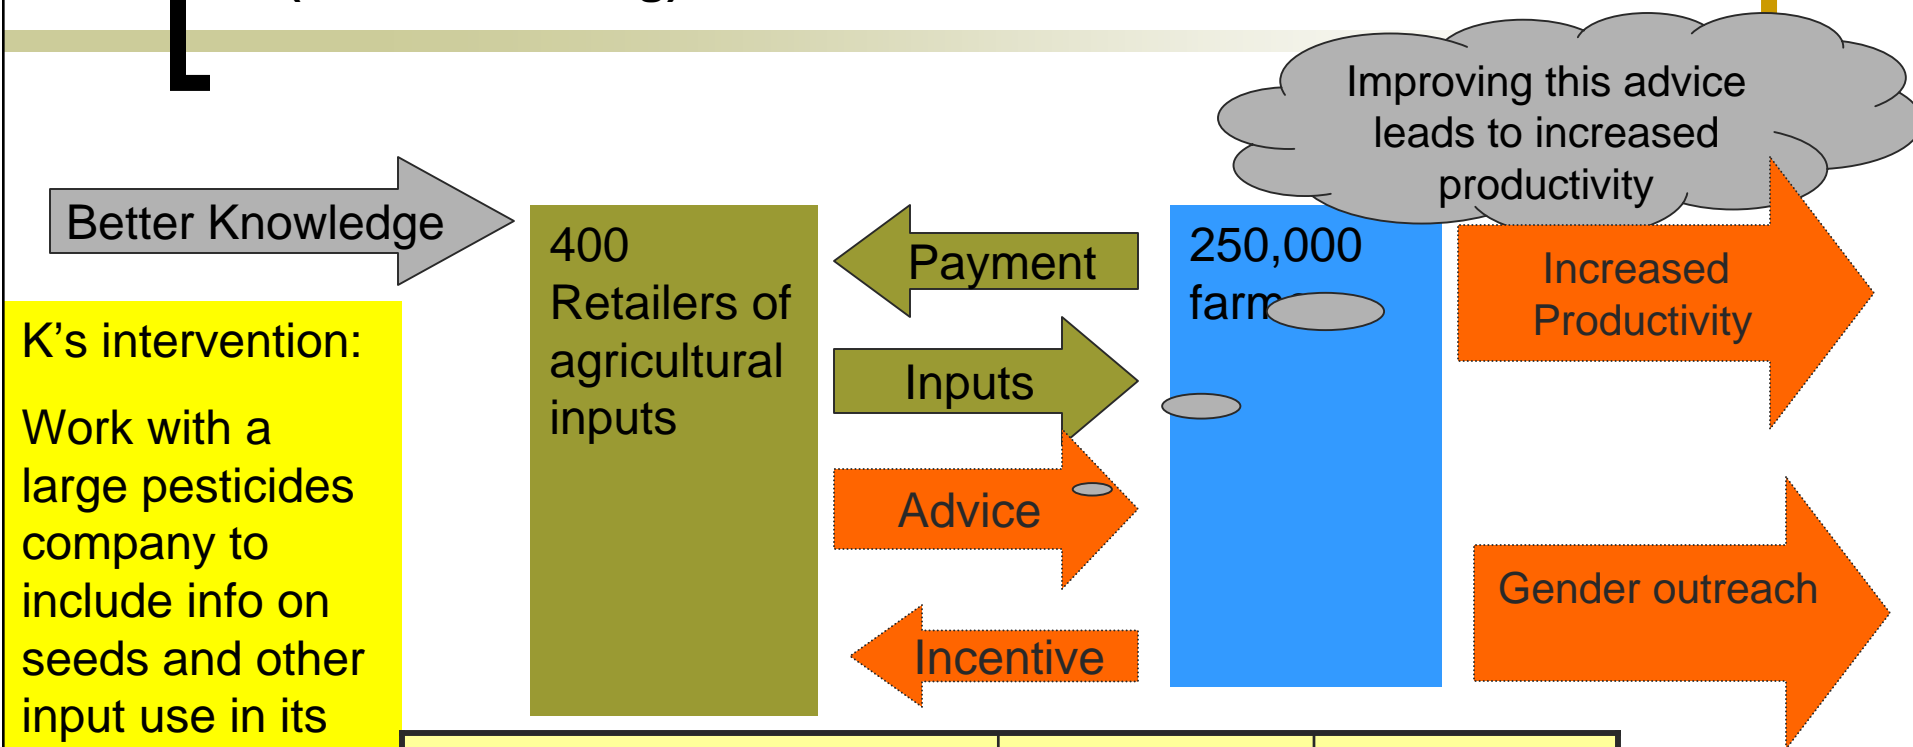 Improving this advice
leads to increased
productivity
Better Knowledge
400
Retailers of
agricultural
inputs
Payment
Inputs
Advice
Incentive
250,000
Increased
Productivity
Gender outreach
K's intervention:
Work with a
large pesticides
company to
include info on
seeds and other
input use in its